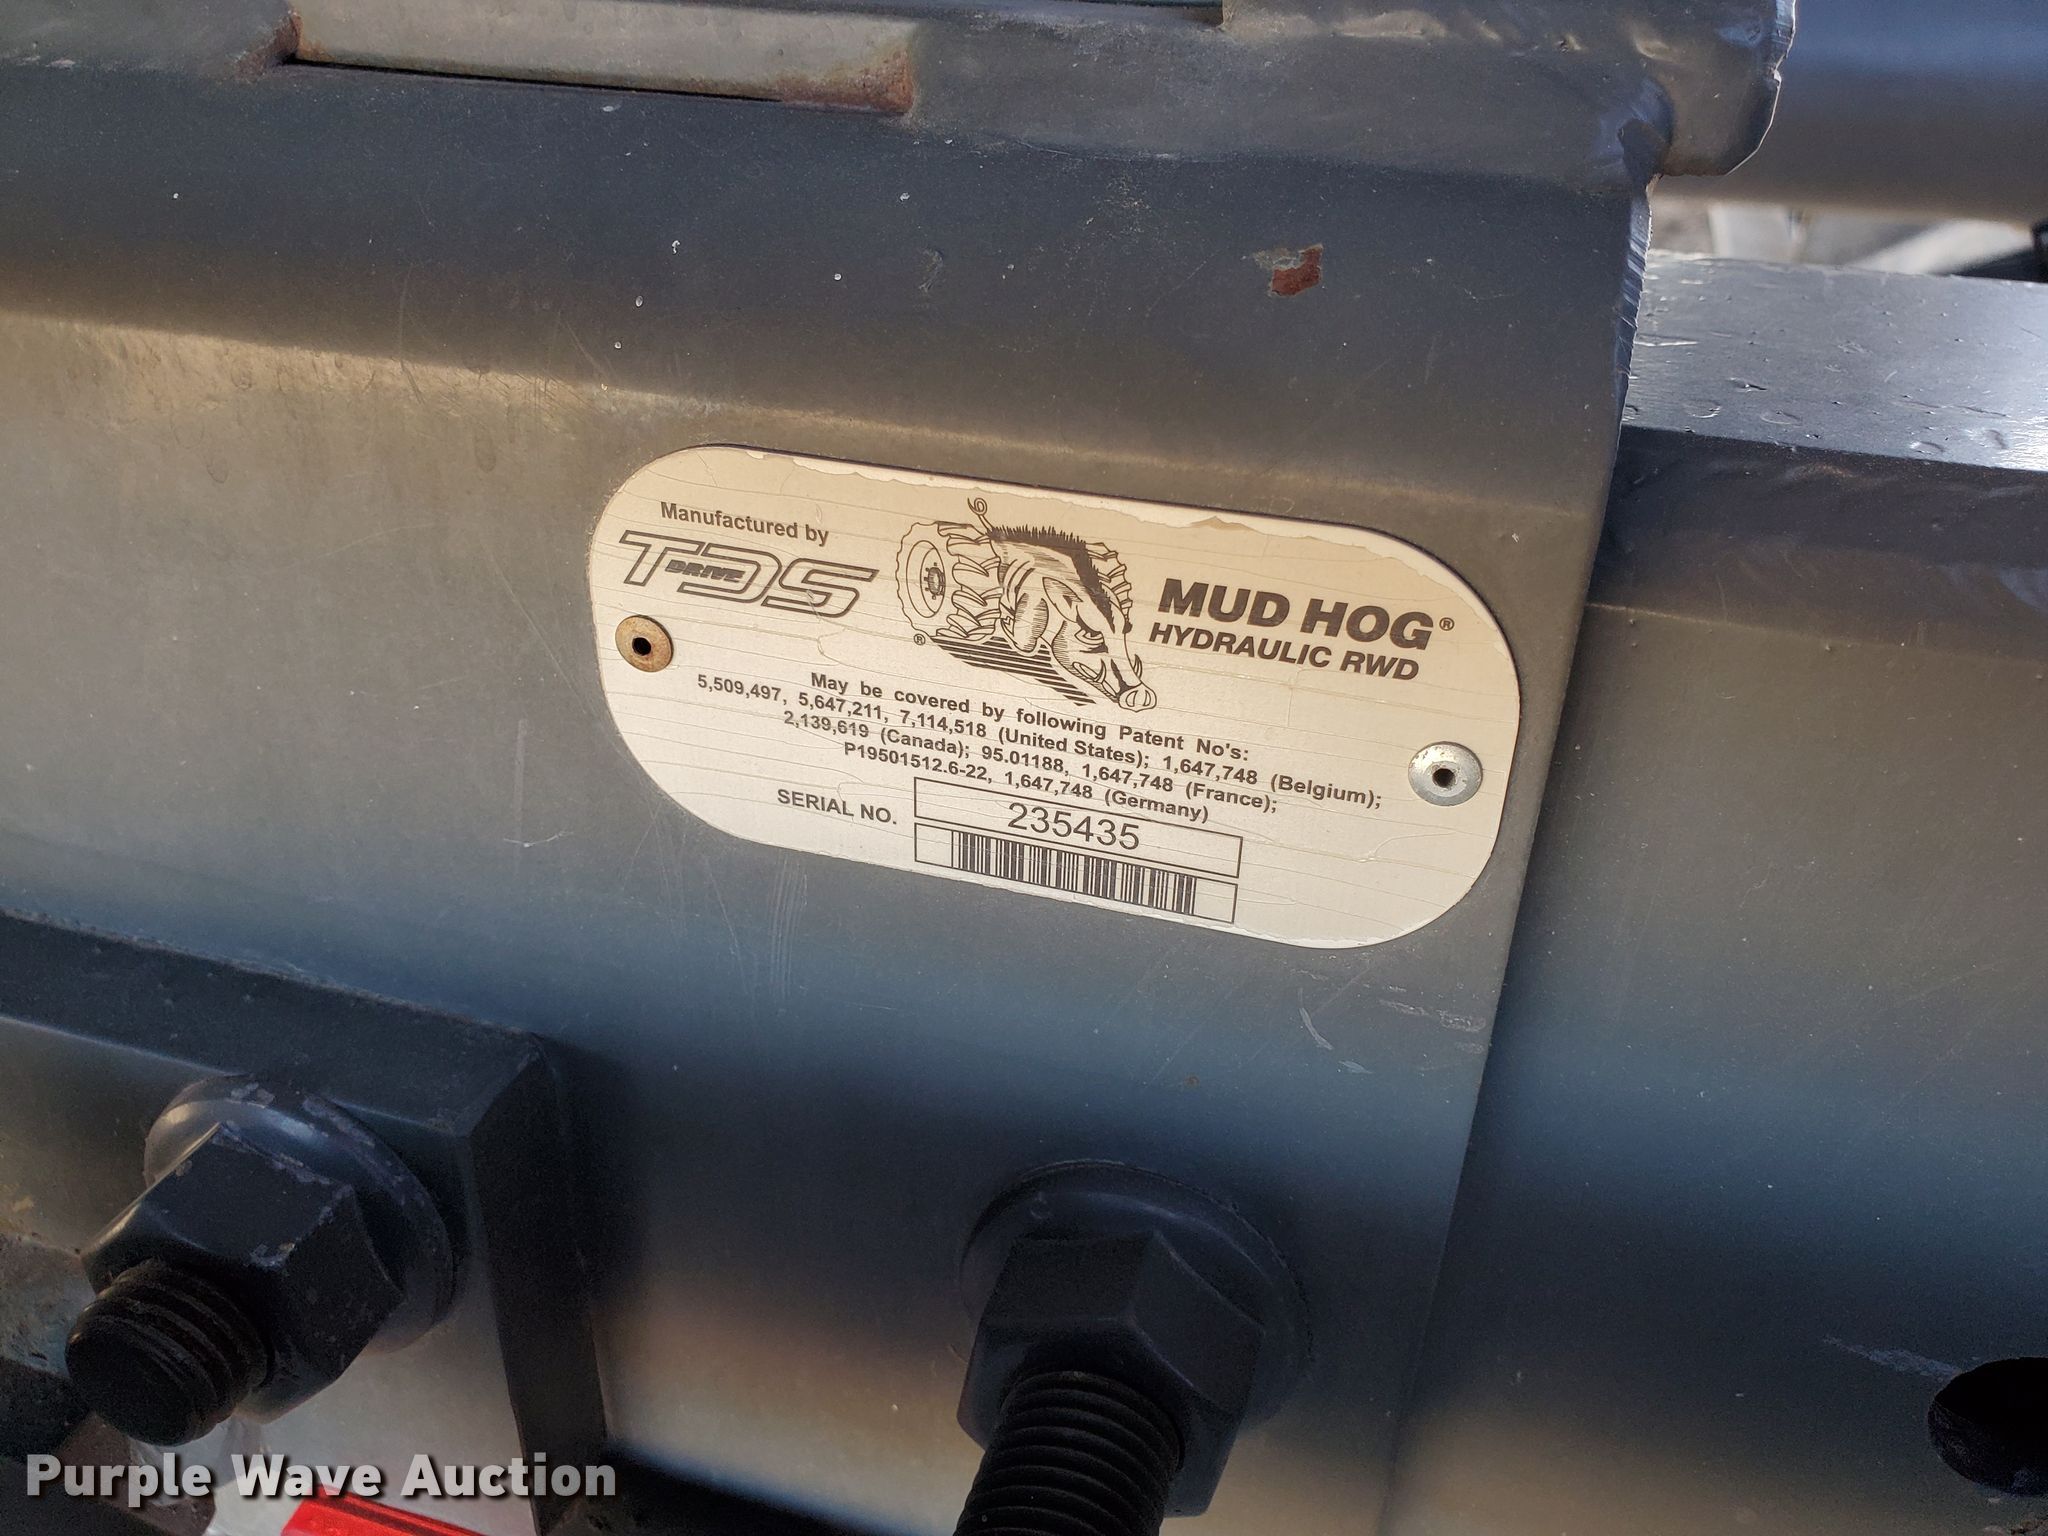 Manufactured by
TDS
DRIVE
®
MUD HOG®
HYDRAULIC RWD
May be covered by following Patent No's:
5,509,497, 5,647,211, 7,114,518 (United States); 1,647,748 (Belgium);
2,139,619 (Canada); 95.01188, 1,647,748 (France);
P19501512.6-22, 1,647,748 (Germany)
SERIAL NO. 235435
Purple Wave Auction